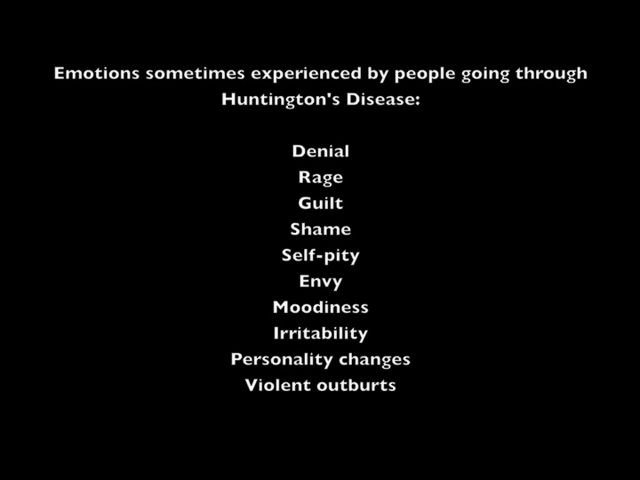 Emotions sometimes experienced by people going through
Huntington's Disease:
Denial
Rage
Guilt
Shame
Self-pity
Envy
Moodiness
Irritability
Personality changes
Violent outburts